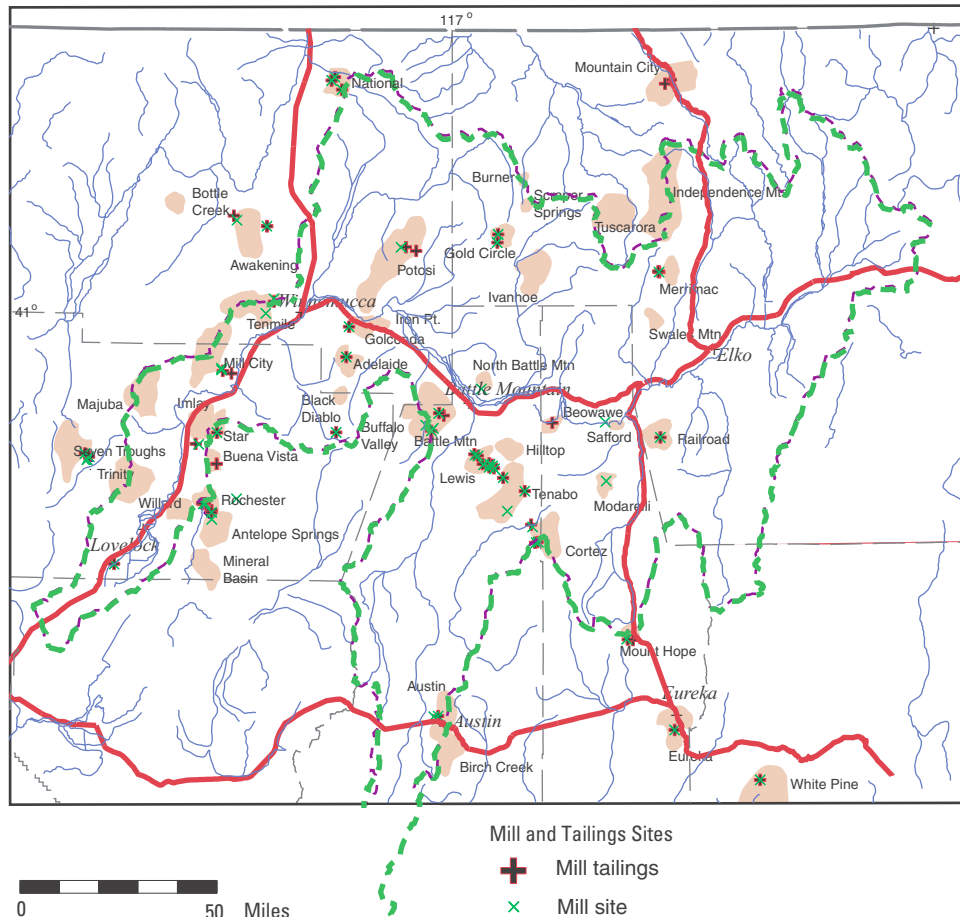 117 o
Mountain City
National
Burner
Bottle
Creek
Scraper
Springs
Independence Mt.
Tuscarora
Awakening
Potosi
Gold Circle
Ivanhoe
Merrimac
41°
Winnemucca
Tenmile
Iron Pt.
Golconda
Swales Mtn
Elko
Mill City
Adelaide
North Battle Mtn
Battle Mountain
Majuba
Imlay
Black
Diablo
Buffalo
Valley
Beowawe
Star
Battle Mtn
Safford
Railroad
Seven Troughs
Buena Vista
Hilltop
Trinity
Lewis
Tenabo
Willard
Rochester
Modarelli
Antelope Springs
Lovelock
Cortez
Mineral
Basin
Mount Hope
Austin
Eureka
Austin
Birch Creek
Eureka
White Pine
Mill and Tailings Sites
Mill tailings
Mill site
0 50 Miles